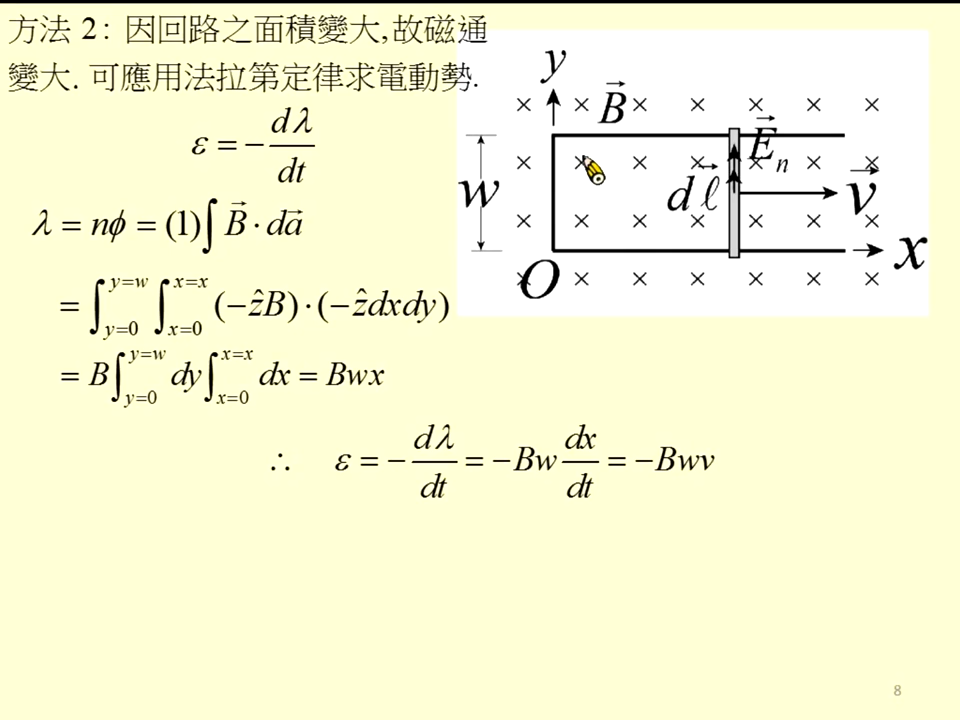 方法 2 : 因回路之面積變大,故磁通
變大. 可應用法拉第定律求電動勢.
ε = − dλ/dt
λ = nϕ = (1)∫ B⃗ · da⃗
= ∫_{y=0}^{y=w} ∫_{x=0}^{x=x} (−ẑB) · (−ẑdxdy)
= B∫_{y=0}^{y=w} dy ∫_{x=0}^{x=x} dx = Bwx
∴ ε = − dλ/dt = −Bw dx/dt = −Bwv
y
B⃗
E⃗n
w
dℓ⃗
v⃗
x
O
8